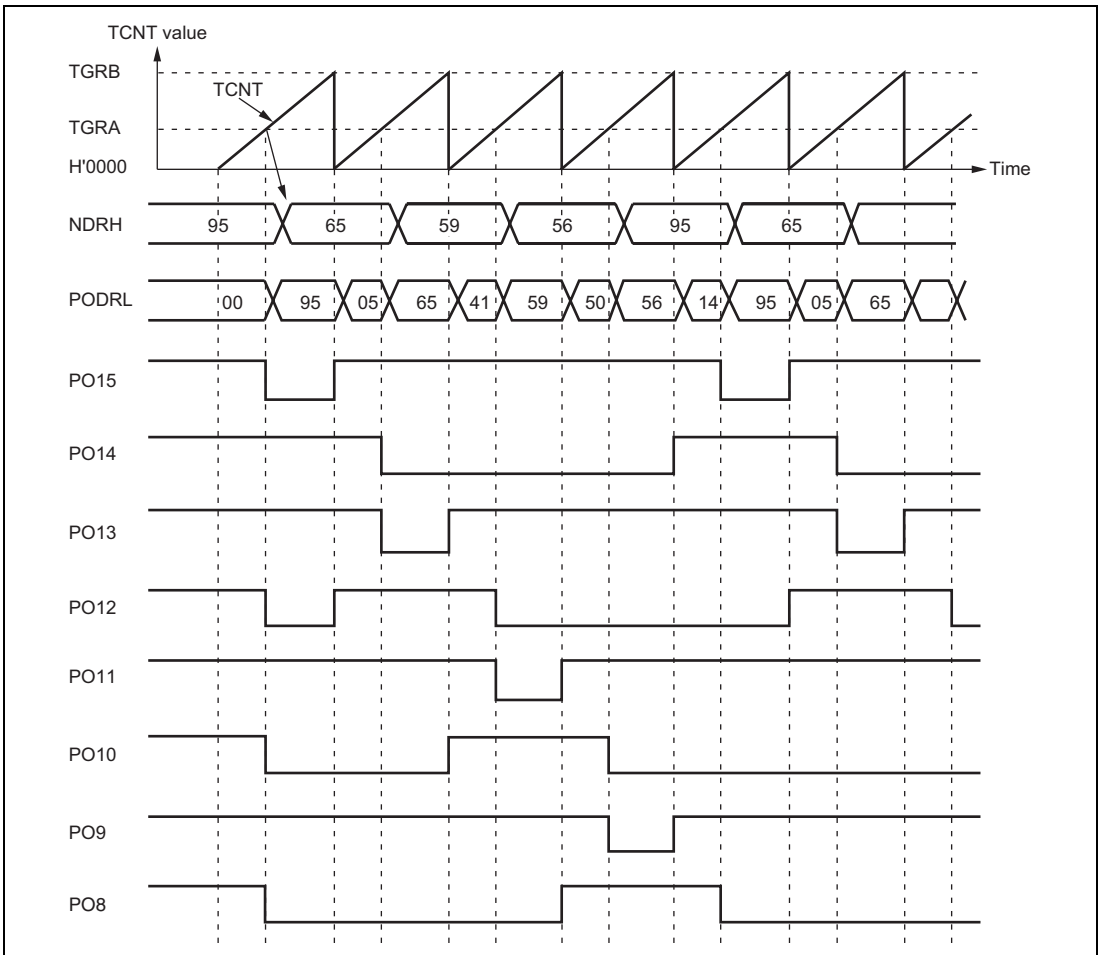 TCNT value
TGRB
TCNT
TGRA
H'0000
Time
NDRH 95 65 59 56 95 65
PODRL 00 95 05 65 41 59 50 56 14 95 05 65
PO15
PO14
PO13
PO12
PO11
PO10
PO9
PO8